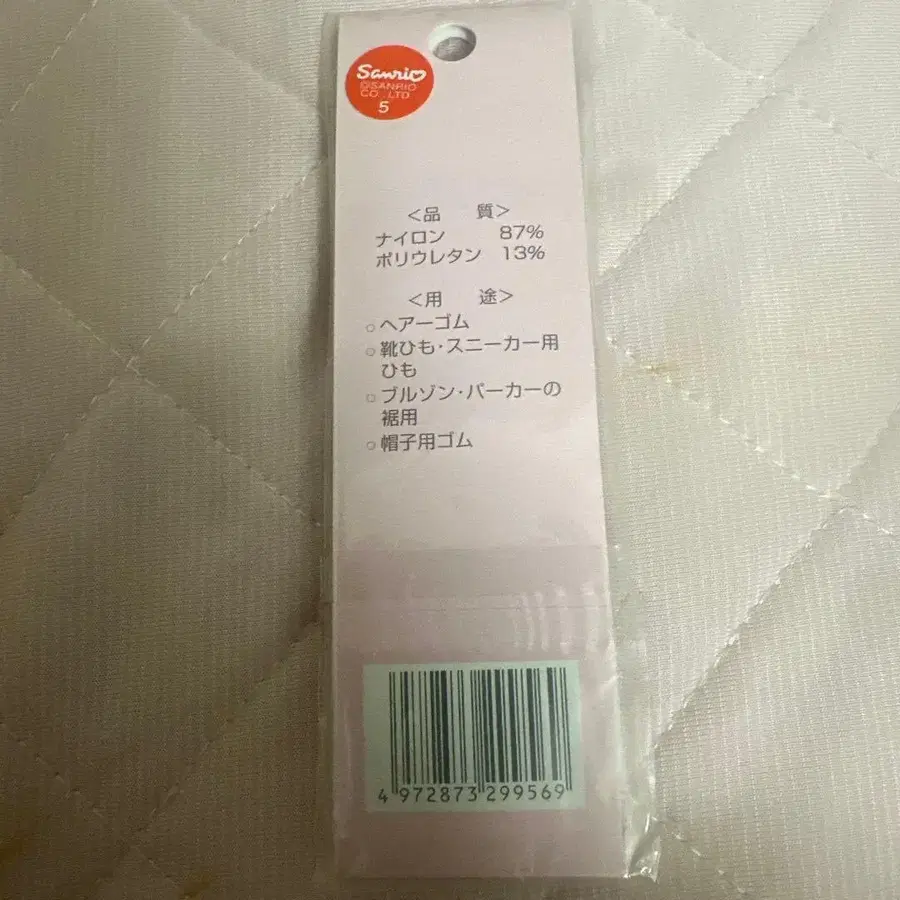 Sanrio
©SANRIO
CO., LTD
5
<品 質>
ナイロン 87%
ポリウレタン 13%
<用 途>
○ヘアーゴム
○靴ひも・スニーカー用
ひも
○ブルゾン・パーカーの
裾用
○帽子用ゴム
4 972873 299569